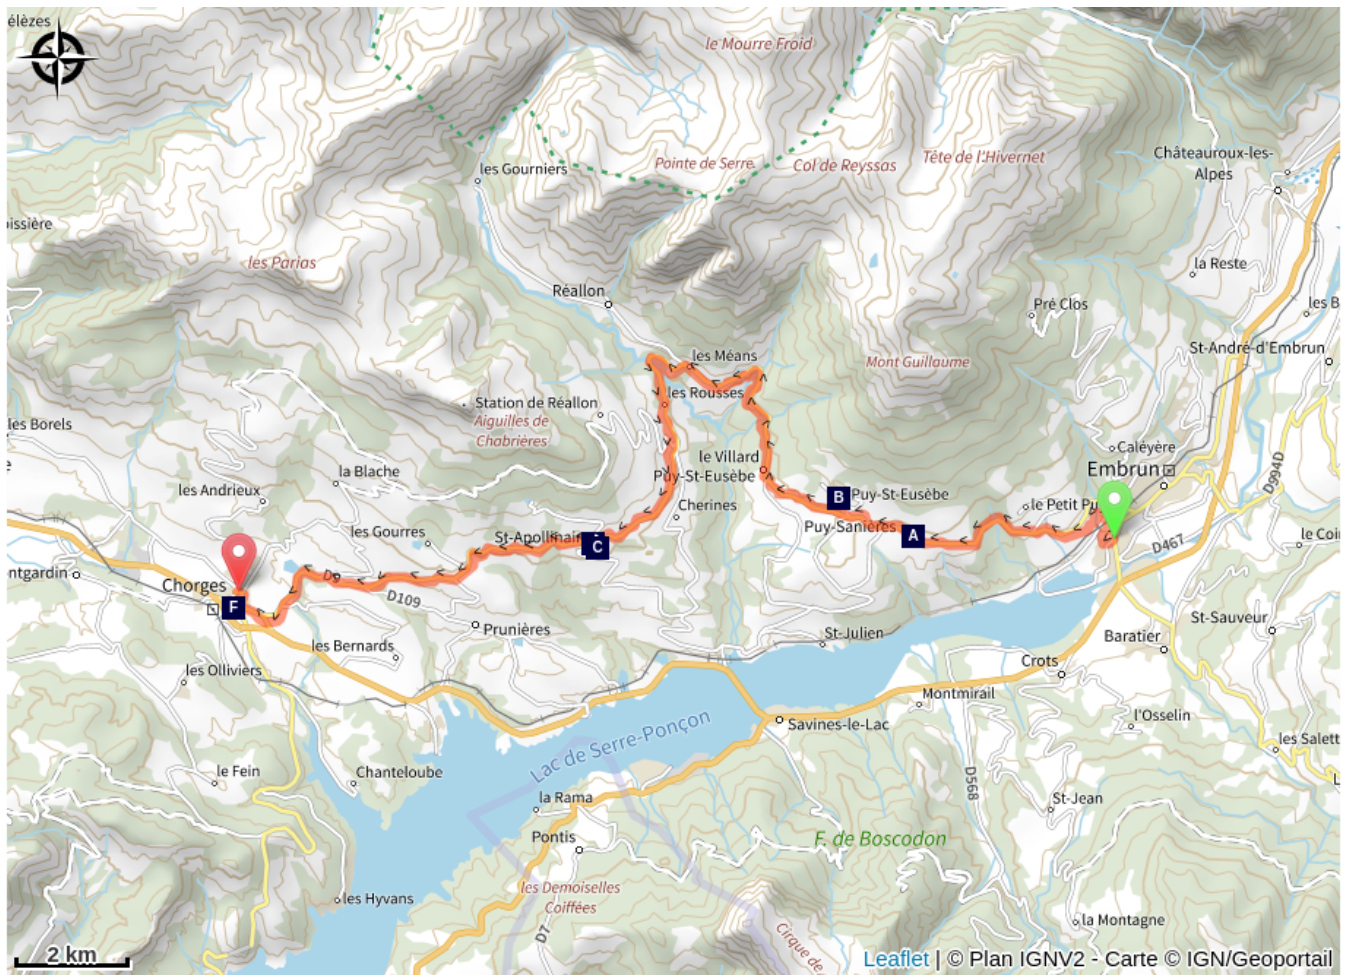 élèzes
le Mourre Froid
Châteauroux-les-
Alpes
Pointe de Serre
Col de Reyssas
Tête de l'Hivernet
les Gourniers
issière
les Parias
la Reste
Réallon
Pré Clos
les B
St-André-d'Embrun
les Méans
Mont Guillaume
les Rousses
Station de Réallon
Aiguilles de
Chabrières
les Borels
Caléyère
Embrun
D994D
le Villard
Puy-St-Eusèbe
la Blache
les Andrieux
B
Puy-St-Eusèbe
le Petit Pu
Cherines
Puy-Sanières
A
les Gourres
St-Apollinair
C
D467
le Coi
ntgardin
Chorges
D9
D109
F
Prunières
St-Julien
Baratier
St-Sauveur
les Bernards
les Olliviers
Crots
Montmirail
l'Osselin
Savines-le-Lac
les Salett
Lac de Serre-Ponçon
le Fein
Chanteloube
D568
L
la Rama
St-Jean
Pontis
F. de Boscodon
les Demoiselles
Coiffées
les Hyvans
D7
la Montagne
Cirque de
2 km
Leaflet | © Plan IGNV2 - Carte © IGN/Geoportail